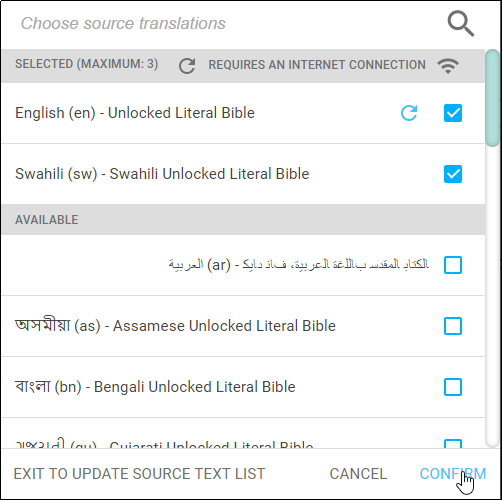 Choose source translations
SELECTED (MAXIMUM: 3) REQUIRES AN INTERNET CONNECTION
English (en) - Unlocked Literal Bible
Swahili (sw) - Swahili Unlocked Literal Bible
AVAILABLE
العربية (ar) - الكتاب المقدس باللغة العربية، فان دايك
অসমীয়া (as) - Assamese Unlocked Literal Bible
বাংলা (bn) - Bengali Unlocked Literal Bible
ગુજરાતી (gu) - Gujarati Unlocked Literal Bible
EXIT TO UPDATE SOURCE TEXT LIST CANCEL CONFIRM